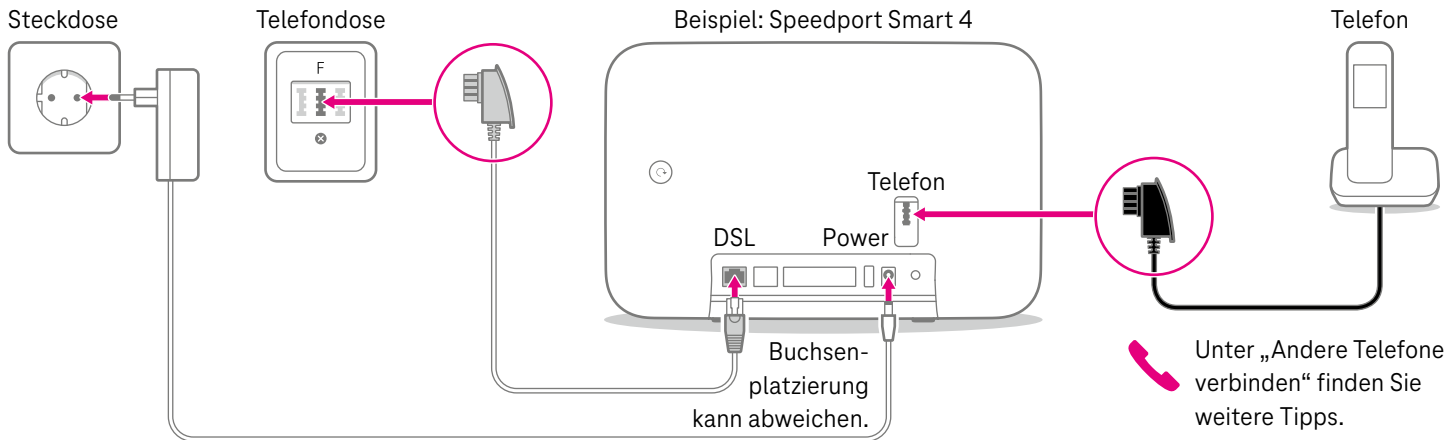 Steckdose
Telefondose
Beispiel: Speedport Smart 4
Telefon
F
Telefon
DSL
Power
Buchsen-
platzierung
kann abweichen.
Unter „Andere Telefone
verbinden“ finden Sie
weitere Tipps.